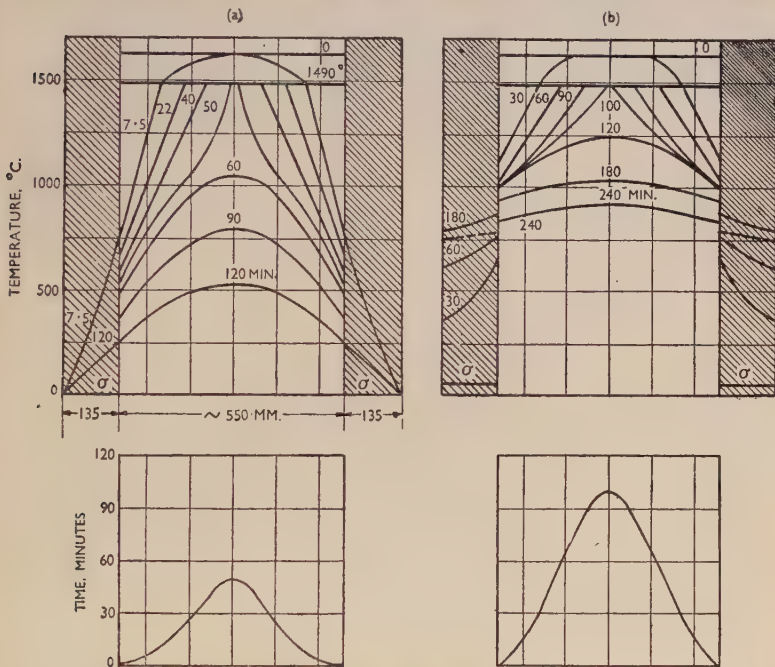 (a)
(b)
TEMPERATURE, °C.
1500
1000
500
0
0
1490°
7·5
22
40
50
60
90
120 MIN.
7·5
120
σ
σ
135
~ 550 MM.
135
0
30
60
90
100
120
180
240 MIN.
240
180
60
30
σ
σ
TIME, MINUTES
120
90
60
30
0